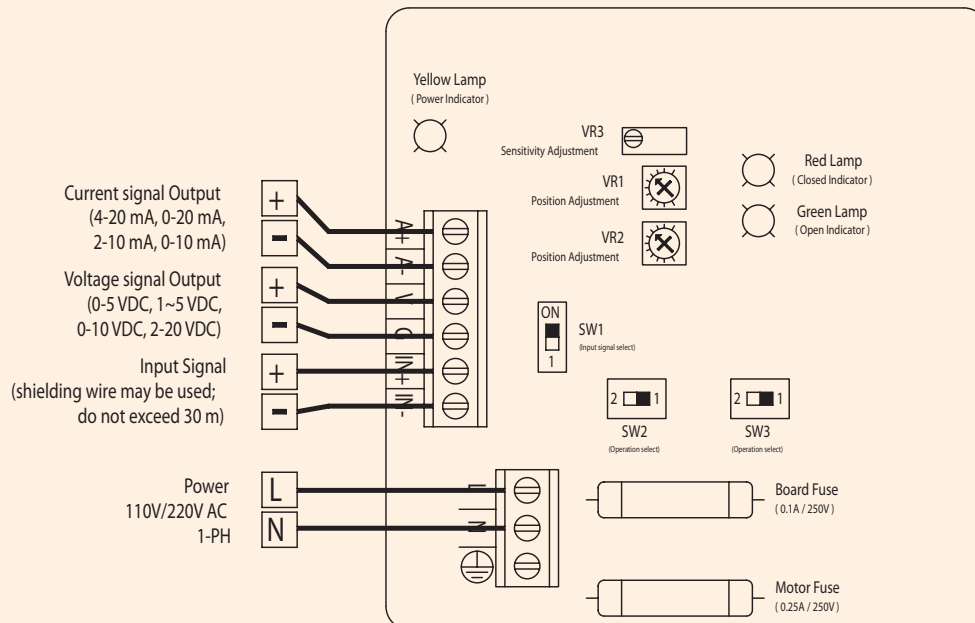 Yellow Lamp
( Power Indicator )
VR3
Sensitivity Adjustment
VR1
Position Adjustment
VR2
Position Adjustment
Red Lamp
( Closed Indicator )
Green Lamp
( Open Indicator )
Current signal Output
(4-20 mA, 0-20 mA,
2-10 mA, 0-10 mA)
+
-
Voltage signal Output
(0-5 VDC, 1~5 VDC,
0-10 VDC, 2-20 VDC)
+
-
Input Signal
(shielding wire may be used;
do not exceed 30 m)
+
-
A+
A-
V
G
IN+
IN-
ON
1
SW1
(Input signal select)
2 1
SW2
(Operation select)
2 1
SW3
(Operation select)
Power
110V/220V AC
1-PH
L
N
L
N
Board Fuse
( 0.1A / 250V )
Motor Fuse
( 0.25A / 250V )